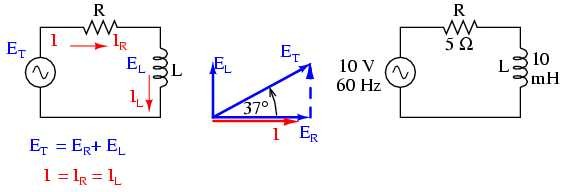 R
E_T
I
I_R
E_L
L
I_L
E_T = E_R + E_L
I = I_R = I_L
E_L
E_T
37°
I
E_R
R
5 Ω
10 V
60 Hz
L
10
mH